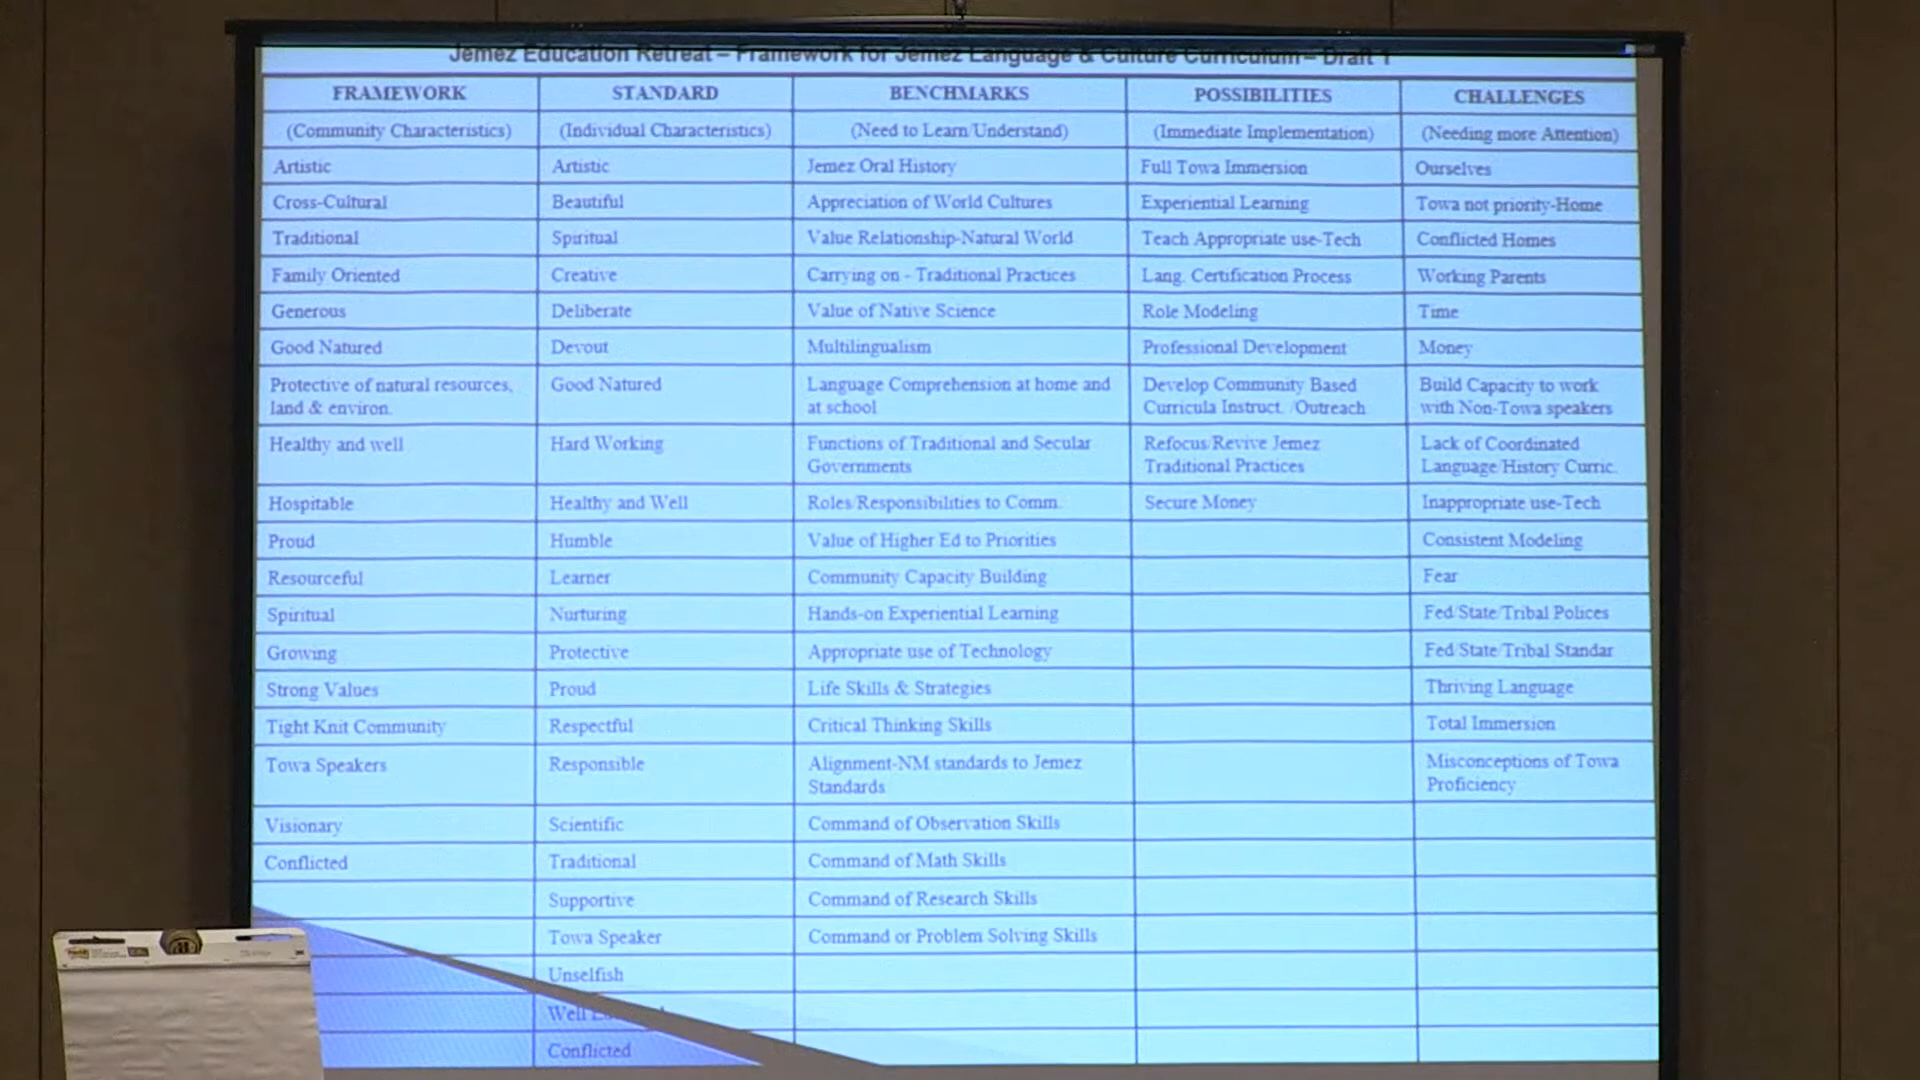 Jemez Education Retreat – Framework for Jemez Language & Culture Curriculum – Draft 1
FRAMEWORK STANDARD BENCHMARKS POSSIBILITIES CHALLENGES
(Community Characteristics) (Individual Characteristics) (Need to Learn/Understand) (Immediate Implementation) (Needing more Attention)
Artistic Artistic Jemez Oral History Full Towa Immersion Ourselves
Cross-Cultural Beautiful Appreciation of World Cultures Experiential Learning Towa not priority-Home
Traditional Spiritual Value Relationship-Natural World Teach Appropriate use-Tech Conflicted Homes
Family Oriented Creative Carrying on - Traditional Practices Lang. Certification Process Working Parents
Generous Deliberate Value of Native Science Role Modeling Time
Good Natured Devout Multilingualism Professional Development Money
Protective of natural resources, Good Natured Language Comprehension at home and Develop Community Based Build Capacity to work
land & environ. at school Curricula Instruct. /Outreach with Non-Towa speakers
Healthy and well Hard Working Functions of Traditional and Secular Refocus/Revive Jemez Lack of Coordinated
Governments Traditional Practices Language/History Curric.
Hospitable Healthy and Well Roles/Responsibilities to Comm. Secure Money Inappropriate use-Tech
Proud Humble Value of Higher Ed to Priorities Consistent Modeling
Resourceful Learner Community Capacity Building Fear
Spiritual Nurturing Hands-on Experiential Learning Fed/State/Tribal Polices
Growing Protective Appropriate use of Technology Fed/State/Tribal Standar
Strong Values Proud Life Skills & Strategies Thriving Language
Tight Knit Community Respectful Critical Thinking Skills Total Immersion
Towa Speakers Responsible Alignment-NM standards to Jemez Misconceptions of Towa
Standards Proficiency
Visionary Scientific Command of Observation Skills
Conflicted Traditional Command of Math Skills
Supportive Command of Research Skills
Towa Speaker Command or Problem Solving Skills
Unselfish
Well
Conflicted